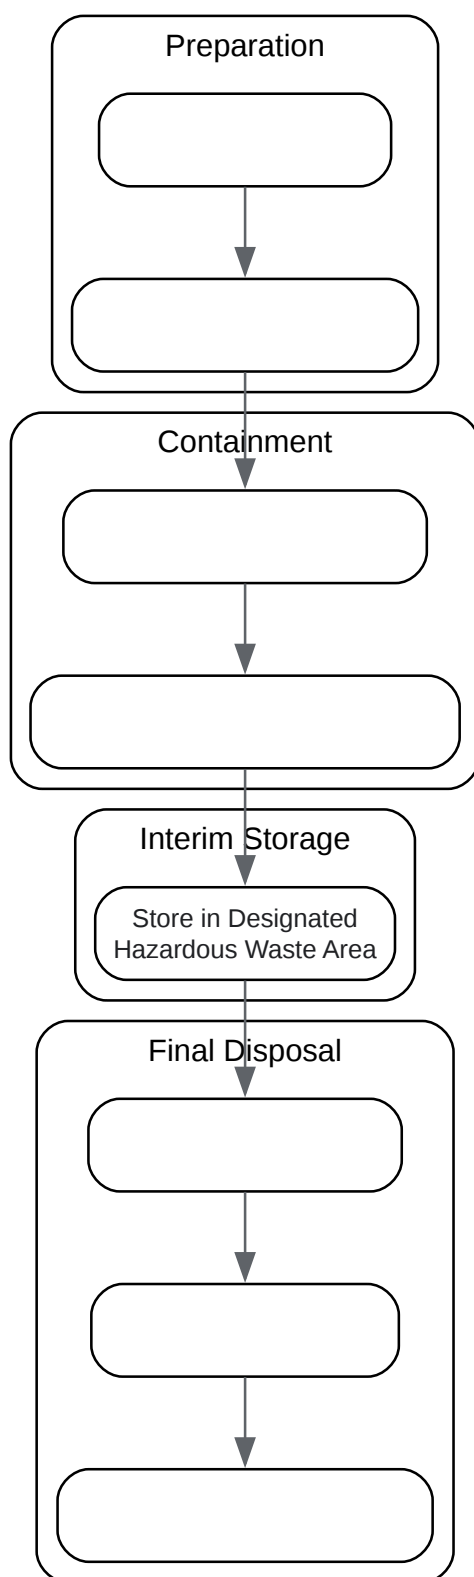 Preparation
Containment
Interim Storage
Store in Designated
Hazardous Waste Area
Final Disposal